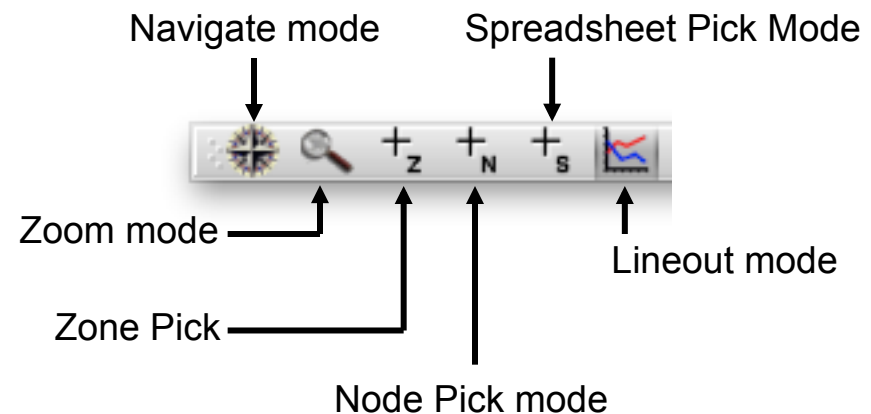 Navigate mode
Spreadsheet Pick Mode
Z
N
S
Zoom mode
Lineout mode
Zone Pick
Node Pick mode